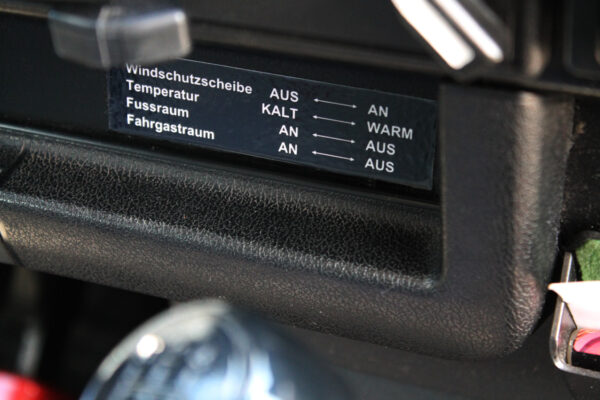 Windschutzscheibe AUS ↔ AN
Temperatur KALT ↔ WARM
Fussraum AN ↔ AUS
Fahrgastraum AN ↔ AUS